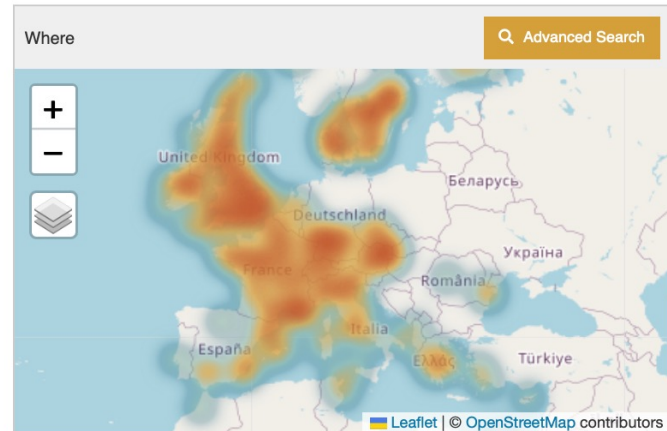 Where
Advanced Search
+
−
United Kingdom
Беларусь
Deutschland
Україна
France
România
Italia
España
Ελλάς
Türkiye
Leaflet | © OpenStreetMap contributors